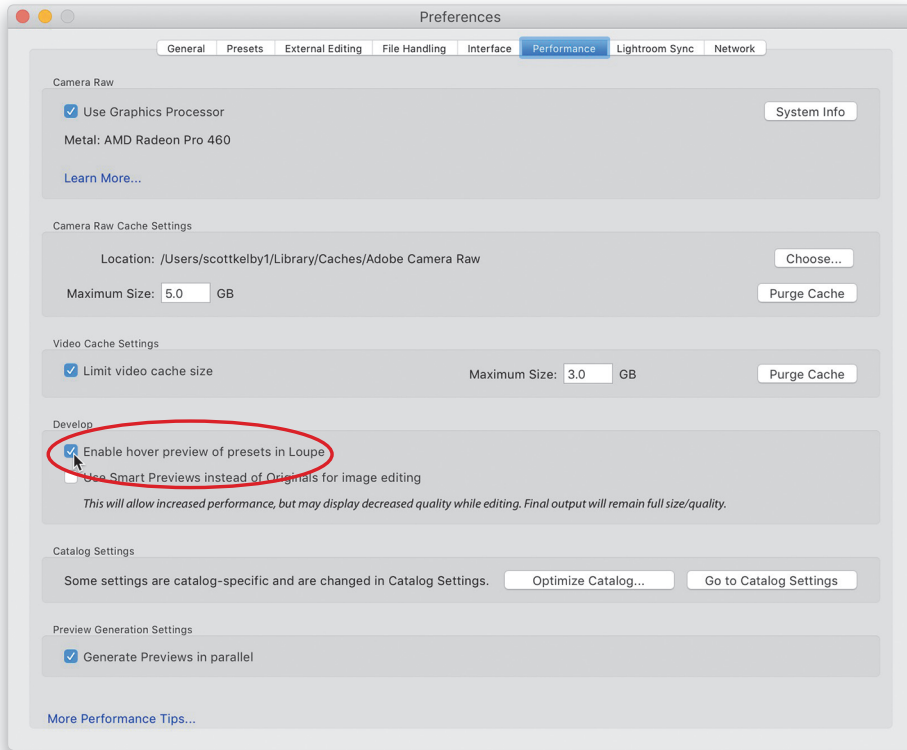 Preferences
General Presets External Editing File Handling Interface Performance Lightroom Sync Network
Camera Raw
Use Graphics Processor System Info
Metal: AMD Radeon Pro 460
Learn More...
Camera Raw Cache Settings
Location: /Users/scottkelby1/Library/Caches/Adobe Camera Raw Choose...
Maximum Size: 5.0 GB Purge Cache
Video Cache Settings
Limit video cache size Maximum Size: 3.0 GB Purge Cache
Develop
Enable hover preview of presets in Loupe
Use Smart Previews instead of Originals for image editing
This will allow increased performance, but may display decreased quality while editing. Final output will remain full size/quality.
Catalog Settings
Some settings are catalog-specific and are changed in Catalog Settings. Optimize Catalog... Go to Catalog Settings
Preview Generation Settings
Generate Previews in parallel
More Performance Tips...